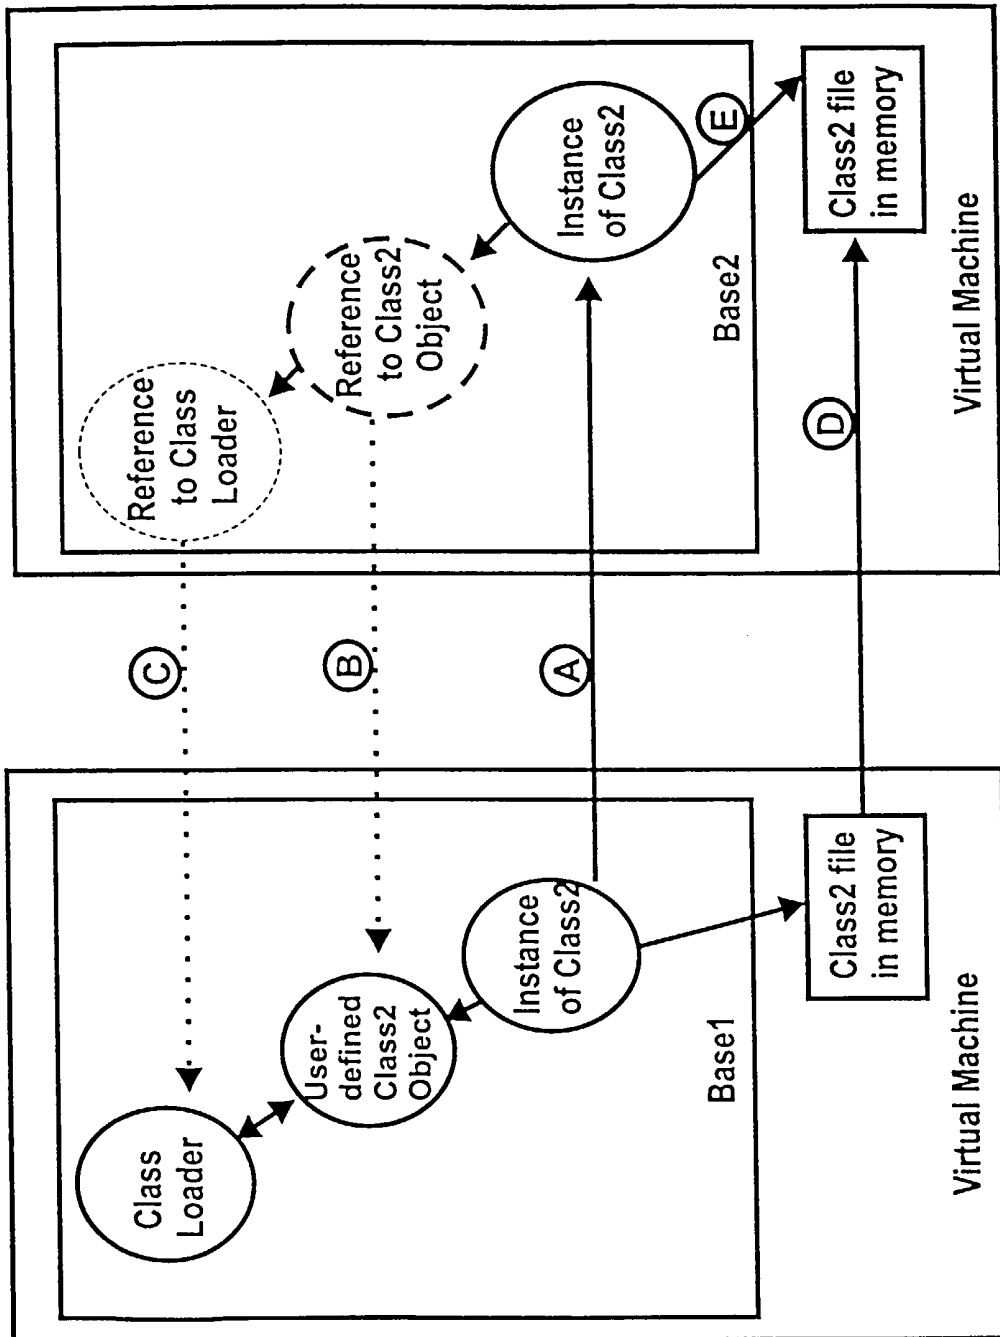 Class
Loader
User-
defined
Class2
Object
Instance
of Class2
Base1
Class2 file
in memory
Virtual Machine
C
B
A
D
Reference
to Class
Loader
Reference
to Class2
Object
Instance
of Class2
E
Base2
Class2 file
in memory
Virtual Machine